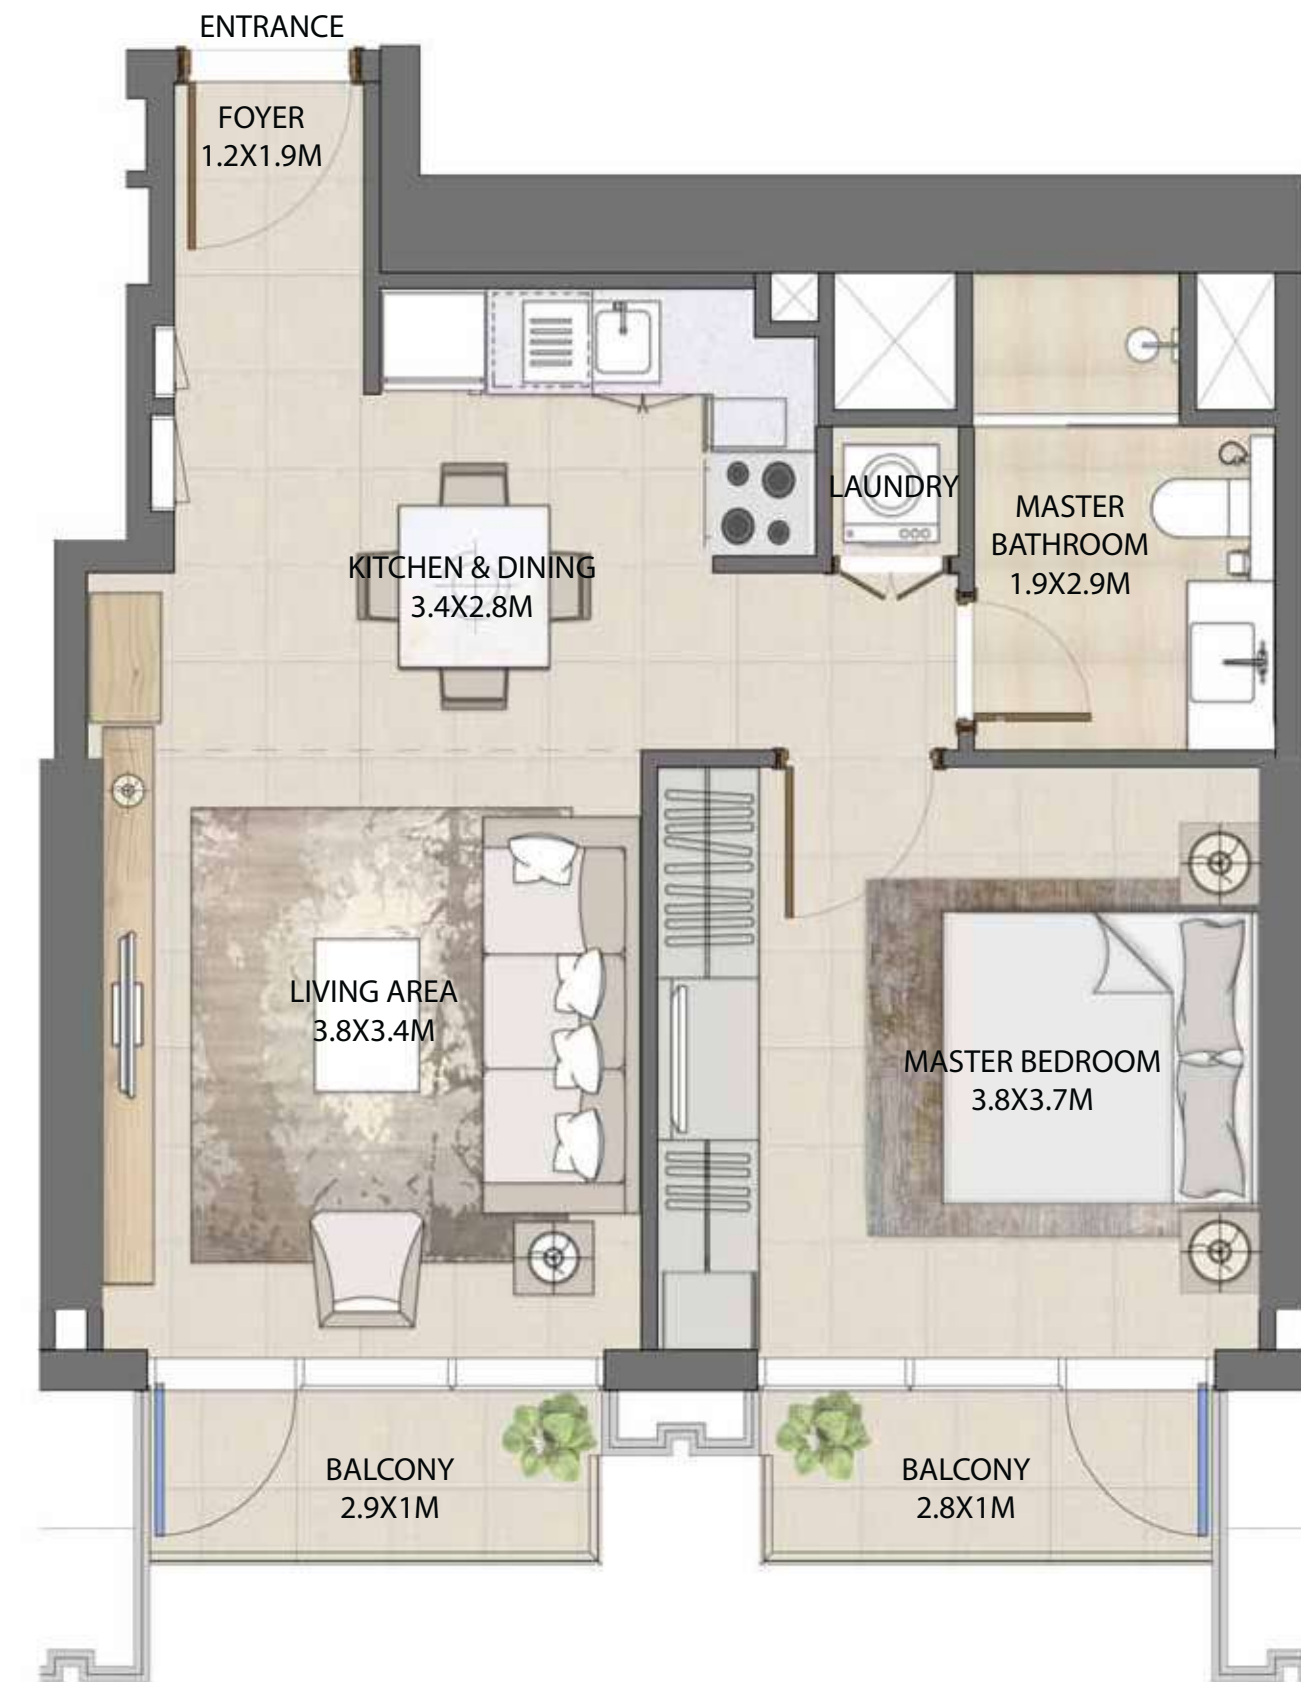 ENTRANCE
FOYER
1.2X1.9M
LAUNDRY
MASTER
BATHROOM
1.9X2.9M
KITCHEN & DINING
3.4X2.8M
LIVING AREA
3.8X3.4M
MASTER BEDROOM
3.8X3.7M
BALCONY
2.9X1M
BALCONY
2.8X1M